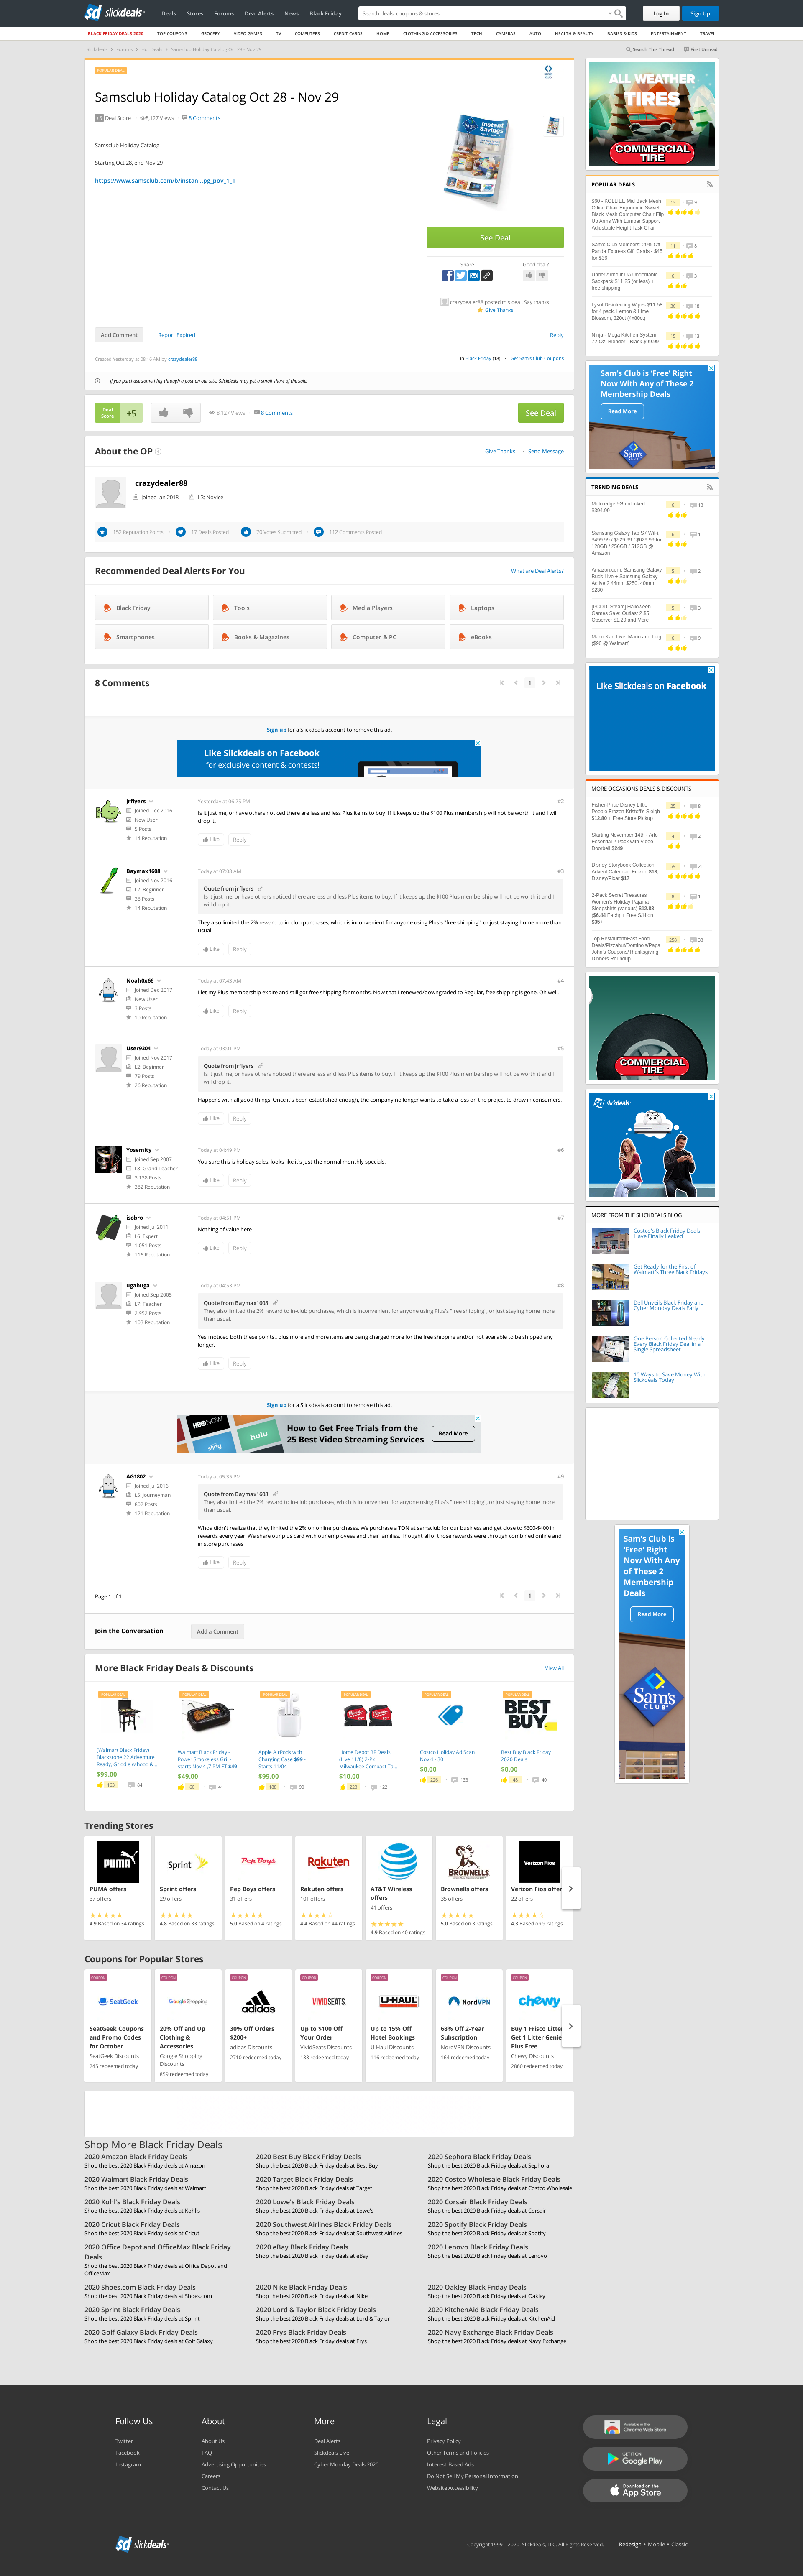 slickdeals
Deals Stores Forums Deal Alerts News Black Friday
Search deals, coupons & stores
Log In Sign Up
BLACK FRIDAY DEALS 2020 TOP COUPONS GROCERY VIDEO GAMES TV COMPUTERS CREDIT CARDS HOME CLOTHING & ACCESSORIES TECH CAMERAS AUTO HEALTH & BEAUTY BABIES & KIDS ENTERTAINMENT TRAVEL
Slickdeals Forums Hot Deals Samsclub Holiday Catalog Oct 28 - Nov 29
Search This Thread First Unread
Samsclub Holiday Catalog Oct 28 - Nov 29
+5 Deal Score 8,127 Views 8 Comments
Samsclub Holiday Catalog
Starting Oct 28, end Nov 29
https://www.samsclub.com/b/instan...pg_pov_1_1
Instant Savings
See Deal
Share Good deal?
crazydealer88 posted this deal. Say thanks!
Give Thanks
Add Comment Report Expired Reply
Created Yesterday at 08:16 AM by crazydealer88
in Black Friday (18) Get Sam's Club Coupons
If you purchase something through a post on our site, Slickdeals may get a small share of the sale.
Deal Score +5 8,127 Views 8 Comments See Deal
About the OP
Give Thanks Send Message
crazydealer88
Joined Jan 2018 L3: Novice
152 Reputation Points 17 Deals Posted 70 Votes Submitted 112 Comments Posted
Recommended Deal Alerts For You
What are Deal Alerts?
Black Friday Tools Media Players Laptops
Smartphones Books & Magazines Computer & PC eBooks
8 Comments
1
Sign up for a Slickdeals account to remove this ad.
Like Slickdeals on Facebook
for exclusive content & contests!
jrflyers
Joined Dec 2016
New User
5 Posts
14 Reputation
Yesterday at 06:25 PM #2
Is it just me, or have others noticed there are less and less Plus items to buy. If it keeps up the $100 Plus membership will not be worth it and I will drop it.
Like Reply
Baymax1608
Joined Nov 2016
L2: Beginner
38 Posts
14 Reputation
Today at 07:08 AM #3
Quote from jrflyers
Is it just me, or have others noticed there are less and less Plus items to buy. If it keeps up the $100 Plus membership will not be worth it and I will drop it.
They also limited the 2% reward to in-club purchases, which is inconvenient for anyone using Plus's "free shipping", or just staying home more than usual.
Like Reply
Noah0x66
Joined Dec 2017
New User
3 Posts
10 Reputation
Today at 07:43 AM #4
I let my Plus membership expire and still got free shipping for months. Now that I renewed/downgraded to Regular, free shipping is gone. Oh well.
Like Reply
User9304
Joined Nov 2017
L2: Beginner
79 Posts
26 Reputation
Today at 03:01 PM #5
Quote from jrflyers
Is it just me, or have others noticed there are less and less Plus items to buy. If it keeps up the $100 Plus membership will not be worth it and I will drop it.
Happens with all good things. Once it's been established enough, the company no longer wants to take a loss on the project to draw in consumers.
Like Reply
Yosemity
Joined Sep 2007
L8: Grand Teacher
3,138 Posts
382 Reputation
Today at 04:49 PM #6
You sure this is holiday sales, looks like it's just the normal monthly specials.
Like Reply
isobro
Joined Jul 2011
L6: Expert
1,051 Posts
116 Reputation
Today at 04:51 PM #7
Nothing of value here
Like Reply
ugabuga
Joined Sep 2005
L7: Teacher
2,952 Posts
103 Reputation
Today at 04:53 PM #8
Quote from Baymax1608
They also limited the 2% reward to in-club purchases, which is inconvenient for anyone using Plus's "free shipping", or just staying home more than usual.
Yes i noticed both these points.. plus more and more items are being charged more for the free shipping and/or not available to be shipped any longer.
Like Reply
Sign up for a Slickdeals account to remove this ad.
HBO NOW hulu How to Get Free Trials from the 25 Best Video Streaming Services Read More
AG1802
Joined Jul 2016
L5: Journeyman
802 Posts
121 Reputation
Today at 05:35 PM #9
Quote from Baymax1608
They also limited the 2% reward to in-club purchases, which is inconvenient for anyone using Plus's "free shipping", or just staying home more than usual.
Whoa didn't realize that they limited the 2% on online purchases. We purchase a TON at samsclub for our business and get close to $300-$400 in rewards every year. We share our plus card with our employees and their families. Thought all of those rewards were through combined online and in store purchases
Like Reply
Page 1 of 1 1
Join the Conversation Add a Comment
More Black Friday Deals & Discounts View All
(Walmart Black Friday) Blackstone 22 Adventure Ready, Griddle w hood &...
$99.00
163 84
Walmart Black Friday - Power Smokeless Grill- starts Nov 4 ,7 PM ET $49
$49.00
60 41
Apple AirPods with Charging Case $99 - Starts 11/04
$99.00
188 90
Home Depot BF Deals (Live 11/8) 2-Pk Milwaukee Compact Ta...
$10.00
223 122
Costco Holiday Ad Scan Nov 4 - 30
$0.00
226 133
BEST BUY
Best Buy Black Friday 2020 Deals
$0.00
48 40
Trending Stores
PUMA offers
37 offers
4.9 Based on 34 ratings
Sprint offers
29 offers
4.8 Based on 33 ratings
Pep Boys offers
31 offers
5.0 Based on 4 ratings
Rakuten offers
101 offers
4.4 Based on 44 ratings
AT&T Wireless offers
41 offers
4.9 Based on 40 ratings
Brownells offers
35 offers
5.0 Based on 3 ratings
Verizon Fios offers
22 offers
4.3 Based on 9 ratings
Coupons for Popular Stores
SeatGeek
SeatGeek Coupons and Promo Codes for October
SeatGeek Discounts
245 redeemed today
Google Shopping
20% Off and Up Clothing & Accessories
Google Shopping Discounts
859 redeemed today
adidas
30% Off Orders $200+
adidas Discounts
2710 redeemed today
VIVIDSEATS
Up to $100 Off Your Order
VividSeats Discounts
133 redeemed today
U-HAUL
Up to 15% Off Hotel Bookings
U-Haul Discounts
116 redeemed today
NordVPN
68% Off 2-Year Subscription
NordVPN Discounts
164 redeemed today
chewy
Buy 1 Frisco Litter, Get 1 Litter Genie Plus Free
Chewy Discounts
2860 redeemed today
Shop More Black Friday Deals
2020 Amazon Black Friday Deals
Shop the best 2020 Black Friday deals at Amazon
2020 Best Buy Black Friday Deals
Shop the best 2020 Black Friday deals at Best Buy
2020 Sephora Black Friday Deals
Shop the best 2020 Black Friday deals at Sephora
2020 Walmart Black Friday Deals
Shop the best 2020 Black Friday deals at Walmart
2020 Target Black Friday Deals
Shop the best 2020 Black Friday deals at Target
2020 Costco Wholesale Black Friday Deals
Shop the best 2020 Black Friday deals at Costco Wholesale
2020 Kohl's Black Friday Deals
Shop the best 2020 Black Friday deals at Kohl's
2020 Lowe's Black Friday Deals
Shop the best 2020 Black Friday deals at Lowe's
2020 Corsair Black Friday Deals
Shop the best 2020 Black Friday deals at Corsair
2020 Cricut Black Friday Deals
Shop the best 2020 Black Friday deals at Cricut
2020 Southwest Airlines Black Friday Deals
Shop the best 2020 Black Friday deals at Southwest Airlines
2020 Spotify Black Friday Deals
Shop the best 2020 Black Friday deals at Spotify
2020 Office Depot and OfficeMax Black Friday Deals
Shop the best 2020 Black Friday deals at Office Depot and OfficeMax
2020 eBay Black Friday Deals
Shop the best 2020 Black Friday deals at eBay
2020 Lenovo Black Friday Deals
Shop the best 2020 Black Friday deals at Lenovo
2020 Shoes.com Black Friday Deals
Shop the best 2020 Black Friday deals at Shoes.com
2020 Nike Black Friday Deals
Shop the best 2020 Black Friday deals at Nike
2020 Oakley Black Friday Deals
Shop the best 2020 Black Friday deals at Oakley
2020 Sprint Black Friday Deals
Shop the best 2020 Black Friday deals at Sprint
2020 Lord & Taylor Black Friday Deals
Shop the best 2020 Black Friday deals at Lord & Taylor
2020 KitchenAid Black Friday Deals
Shop the best 2020 Black Friday deals at KitchenAid
2020 Golf Galaxy Black Friday Deals
Shop the best 2020 Black Friday deals at Golf Galaxy
2020 Frys Black Friday Deals
Shop the best 2020 Black Friday deals at Frys
2020 Navy Exchange Black Friday Deals
Shop the best 2020 Black Friday deals at Navy Exchange
ALL WEATHER TIRES
COMMERCIAL TIRE
POPULAR DEALS
$80 - KOLLIEE Mid Back Mesh Office Chair Ergonomic Swivel Black Mesh Computer Chair Flip Up Arms With Lumbar Support Adjustable Height Task Chair 13 9
Sam's Club Members: 20% Off Panda Express Gift Cards - $45 for $36 11 8
Under Armour UA Undeniable Sackpack $11.25 (or less) + free shipping 8 3
Lysol Disinfecting Wipes $11.58 for 4 pack. Lemon & Lime Blossom, 320ct (4x80ct) 36 18
Ninja - Mega Kitchen System 72-Oz. Blender - Black $99.99 15 13
Sam's Club is 'Free' Right Now With Any of These 2 Membership Deals
Read More
Sam's
TRENDING DEALS
Moto edge 5G unlocked $394.99 6 13
Samsung Galaxy Tab S7 WiFi, $499.99 / $529.99 / $629.99 for 128GB / 256GB / 512GB @ Amazon 6 1
Amazon.com: Samsung Galaxy Buds Live + Samsung Galaxy Active 2 44mm $250. 40mm $230 5 2
[PCDD, Steam] Halloween Games Sale: Outlast 2 $5, Observer $1.20 and More 5 3
Mario Kart Live: Mario and Luigi ($90 @ Walmart) 6 9
Like Slickdeals on Facebook
MORE OCCASIONS DEALS & DISCOUNTS
Fisher-Price Disney Little People Frozen Kristoff's Sleigh $12.80 + Free Store Pickup 25 8
Starting November 14th - Arlo Essential 2 Pack with Video Doorbell $249 4 2
Disney Storybook Collection Advent Calendar: Frozen $18, Disney/Pixar $17 59 21
2-Pack Secret Treasures Women's Holiday Pajama Sleepshirts (various) $12.88 ($6.44 Each) + Free S/H on $35+ 8 1
Top Restaurant/Fast Food Deals/Pizzahut/Domino's/Papa John's Coupons/Thanksgiving Dinners Roundup 258 33
COMMERCIAL TIRE
slickdeals
MORE FROM THE SLICKDEALS BLOG
Costco's Black Friday Deals Have Finally Leaked
Get Ready for the First of Walmart's Three Black Fridays
Dell Unveils Black Friday and Cyber Monday Deals Early
One Person Collected Nearly Every Black Friday Deal in a Single Spreadsheet
10 Ways to Save Money With Slickdeals Today
Sam's Club is 'Free' Right Now With Any of These 2 Membership Deals
Read More
Sam's CLUB
Follow Us
Twitter
Facebook
Instagram
About
About Us
FAQ
Advertising Opportunities
Careers
Contact Us
More
Deal Alerts
Slickdeals Live
Cyber Monday Deals 2020
Legal
Privacy Policy
Other Terms and Policies
Interest-Based Ads
Do Not Sell My Personal Information
Website Accessibility
Available in the Chrome Web Store
GET IT ON Google Play
Download on the App Store
slickdeals
Copyright 1999 - 2020. Slickdeals, LLC. All Rights Reserved. Redesign • Mobile • Classic